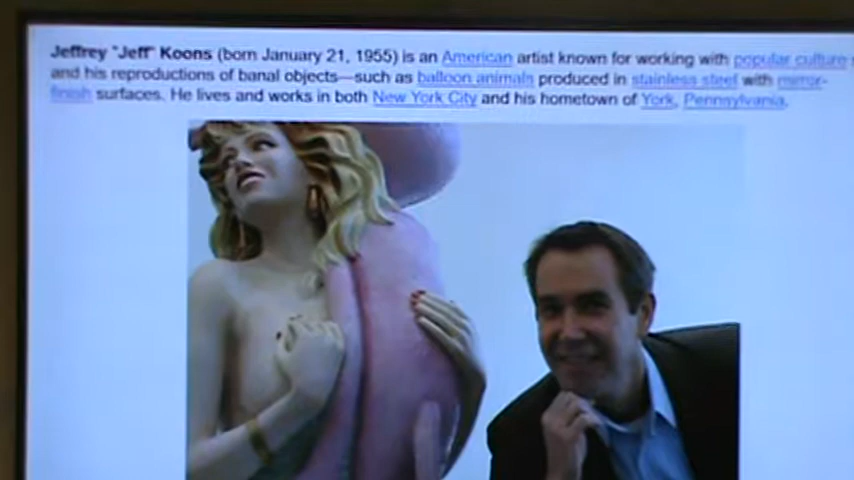 Jeffrey "Jeff" Koons (born January 21, 1955) is an American artist known for working with popular culture
and his reproductions of banal objects—such as balloon animals produced in stainless steel with mirror-
finish surfaces. He lives and works in both New York City and his hometown of York, Pennsylvania.